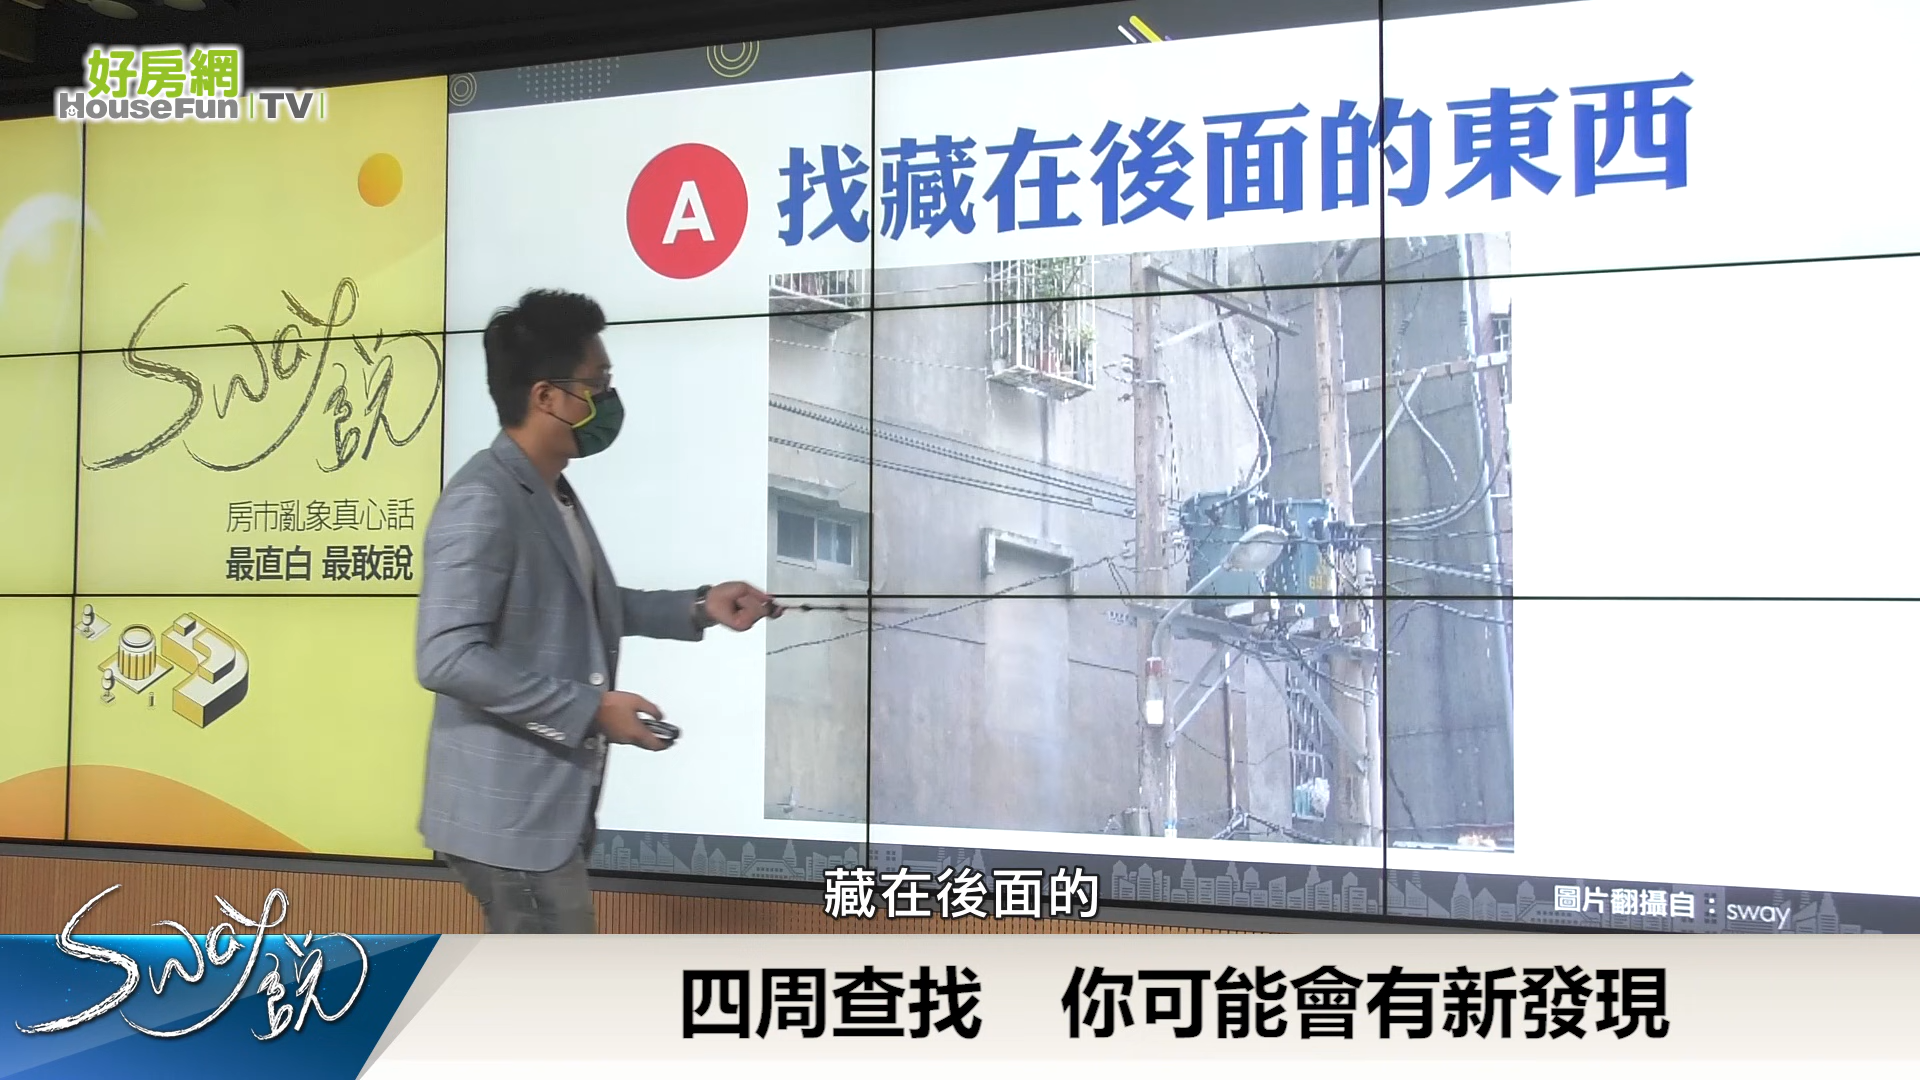 好房網
HouseFun TV
A 找藏在後面的東西
Sway說
房市亂象真心話
最直白 最敢說
圖片翻攝自：sway
藏在後面的
Sway說
四周查找 你可能會有新發現